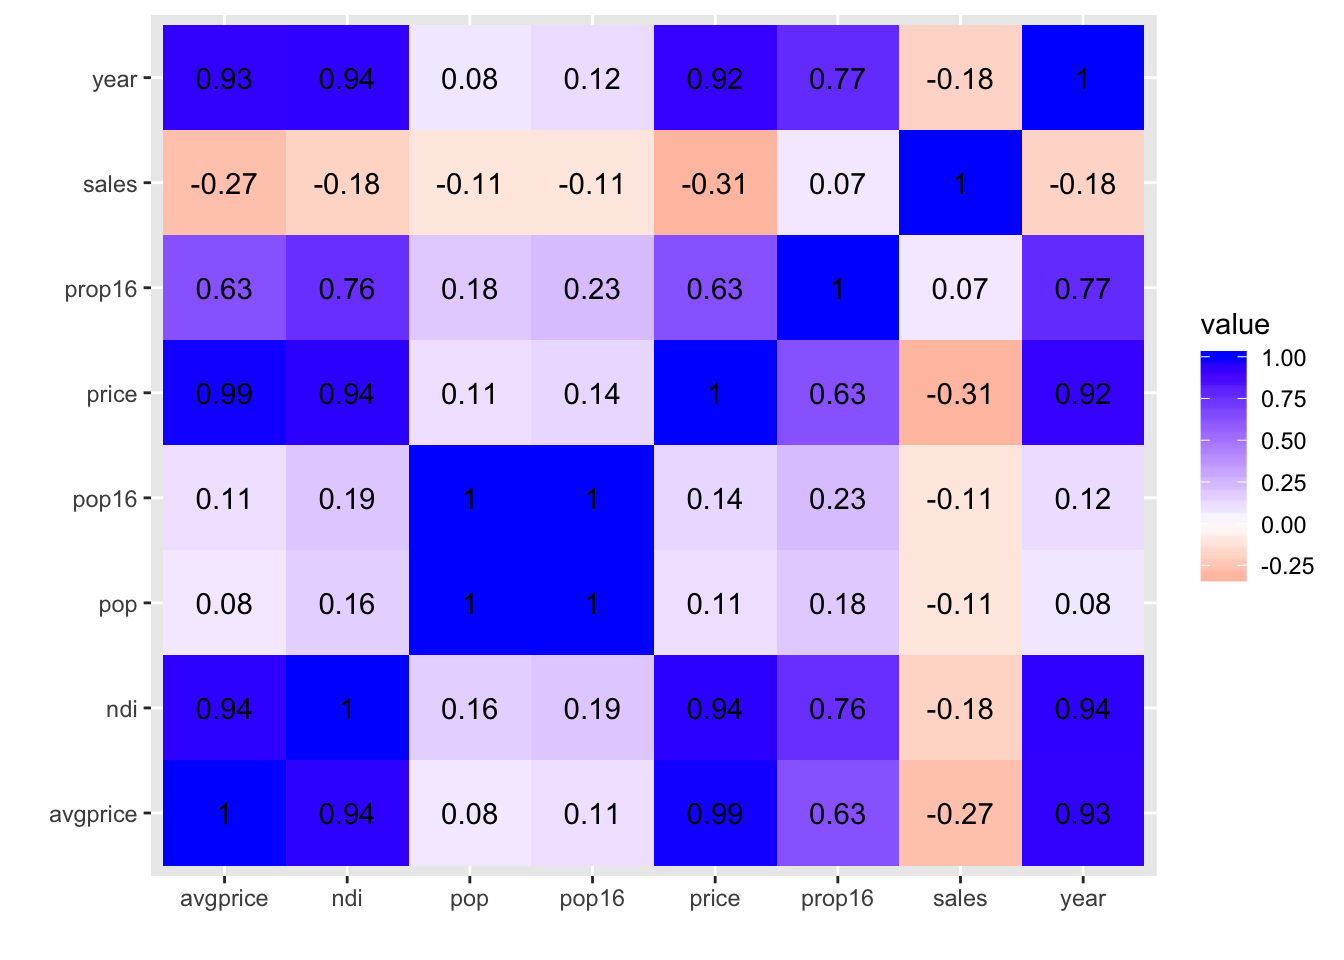 year 0.93 0.94 0.08 0.12 0.92 0.77 -0.18 1
sales -0.27 -0.18 -0.11 -0.11 -0.31 0.07 1 -0.18
prop16 0.63 0.76 0.18 0.23 0.63 1 0.07 0.77
price 0.99 0.94 0.11 0.14 1 0.63 -0.31 0.92
pop16 0.11 0.19 1 1 0.14 0.23 -0.11 0.12
pop 0.08 0.16 1 1 0.11 0.18 -0.11 0.08
ndi 0.94 1 0.16 0.19 0.94 0.76 -0.18 0.94
avgprice 1 0.94 0.08 0.11 0.99 0.63 -0.27 0.93
avgprice ndi pop pop16 price prop16 sales year
value
1.00
0.75
0.50
0.25
0.00
-0.25